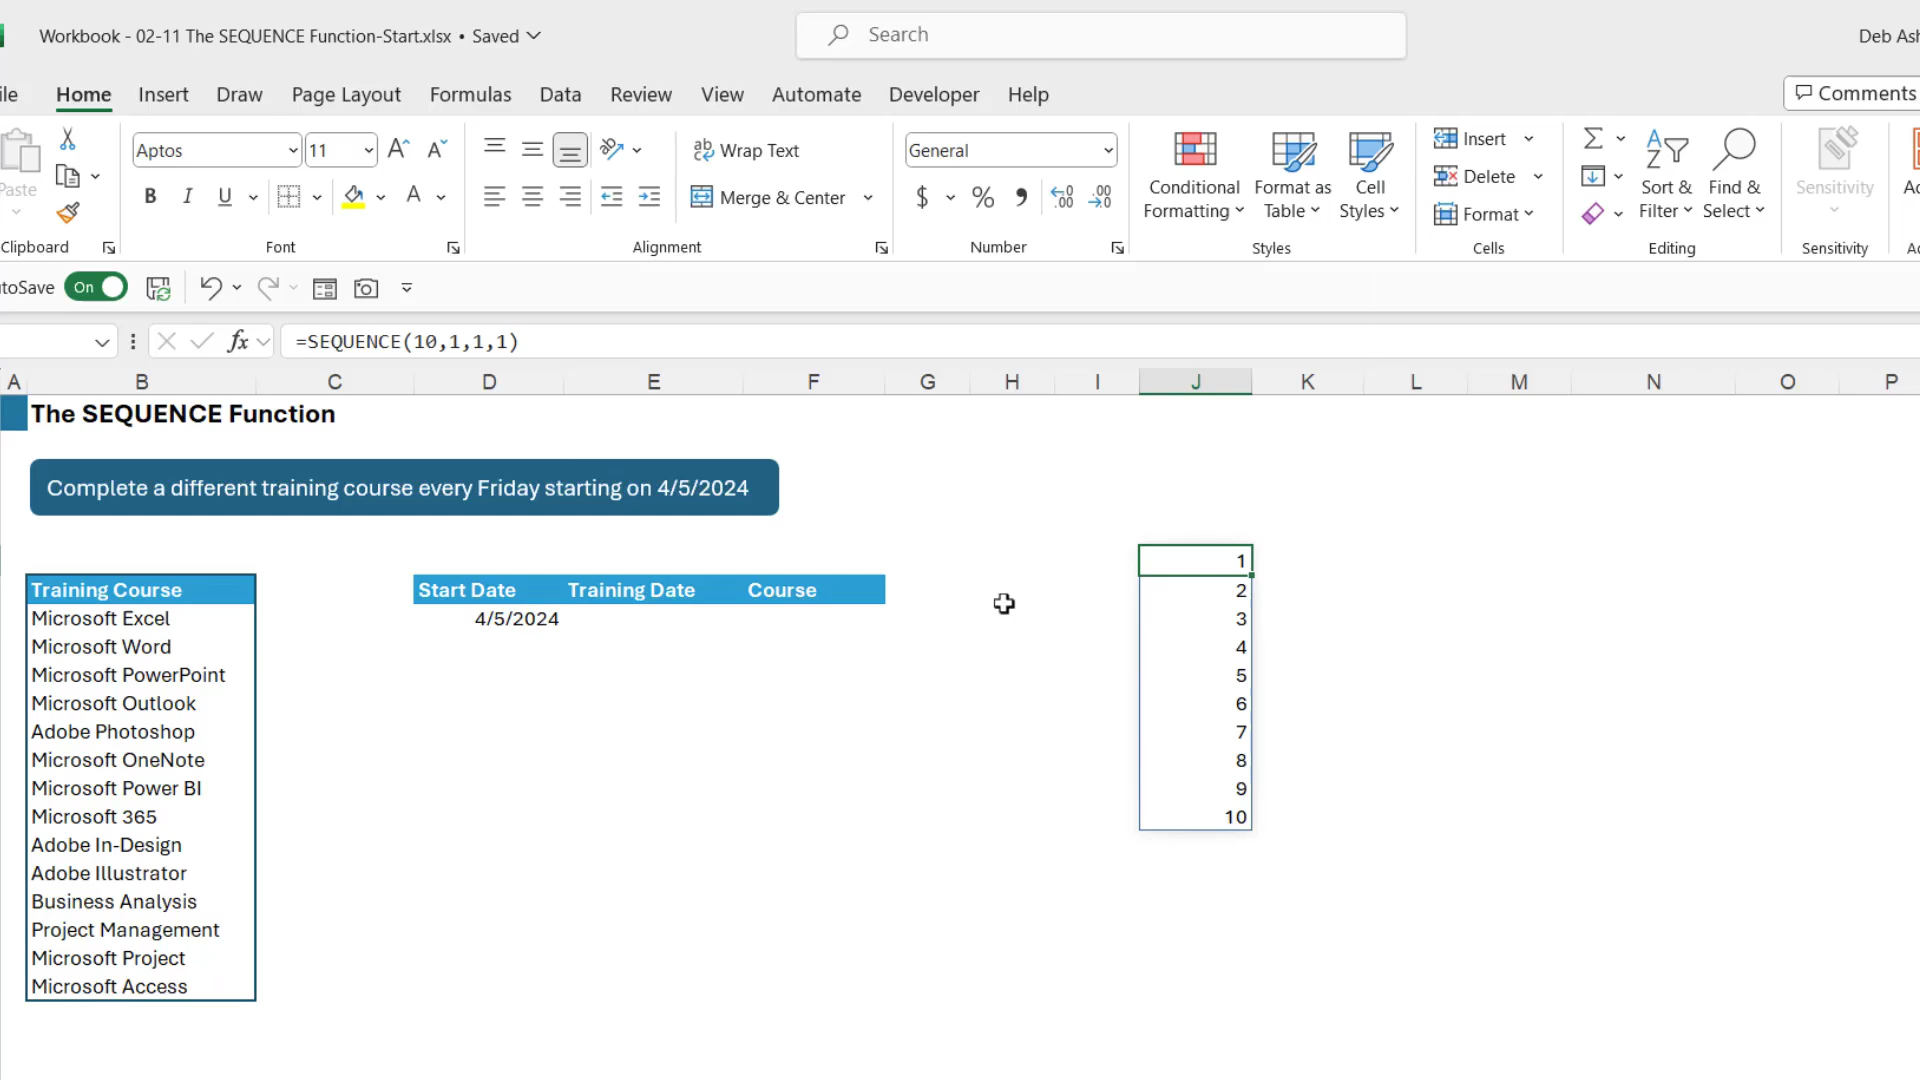 Workbook - 02-11 The SEQUENCE Function-Start.xlsx • Saved
Search
Deb Ash
ile Home Insert Draw Page Layout Formulas Data Review View Automate Developer Help
Comments
Paste
Clipboard
Aptos 11
B I U
Font
Wrap Text
Merge & Center
Alignment
General
$ %
Number
Conditional Formatting
Format as Table
Cell Styles
Styles
Insert
Delete
Format
Cells
Sort & Filter
Find & Select
Editing
Sensitivity
Sensitivity
toSave On
fx =SEQUENCE(10,1,1,1)
A B C D E F G H I J K L M N O P
The SEQUENCE Function
Complete a different training course every Friday starting on 4/5/2024
Training Course
Microsoft Excel
Microsoft Word
Microsoft PowerPoint
Microsoft Outlook
Adobe Photoshop
Microsoft OneNote
Microsoft Power BI
Microsoft 365
Adobe In-Design
Adobe Illustrator
Business Analysis
Project Management
Microsoft Project
Microsoft Access
Start Date Training Date Course
4/5/2024
1
2
3
4
5
6
7
8
9
10